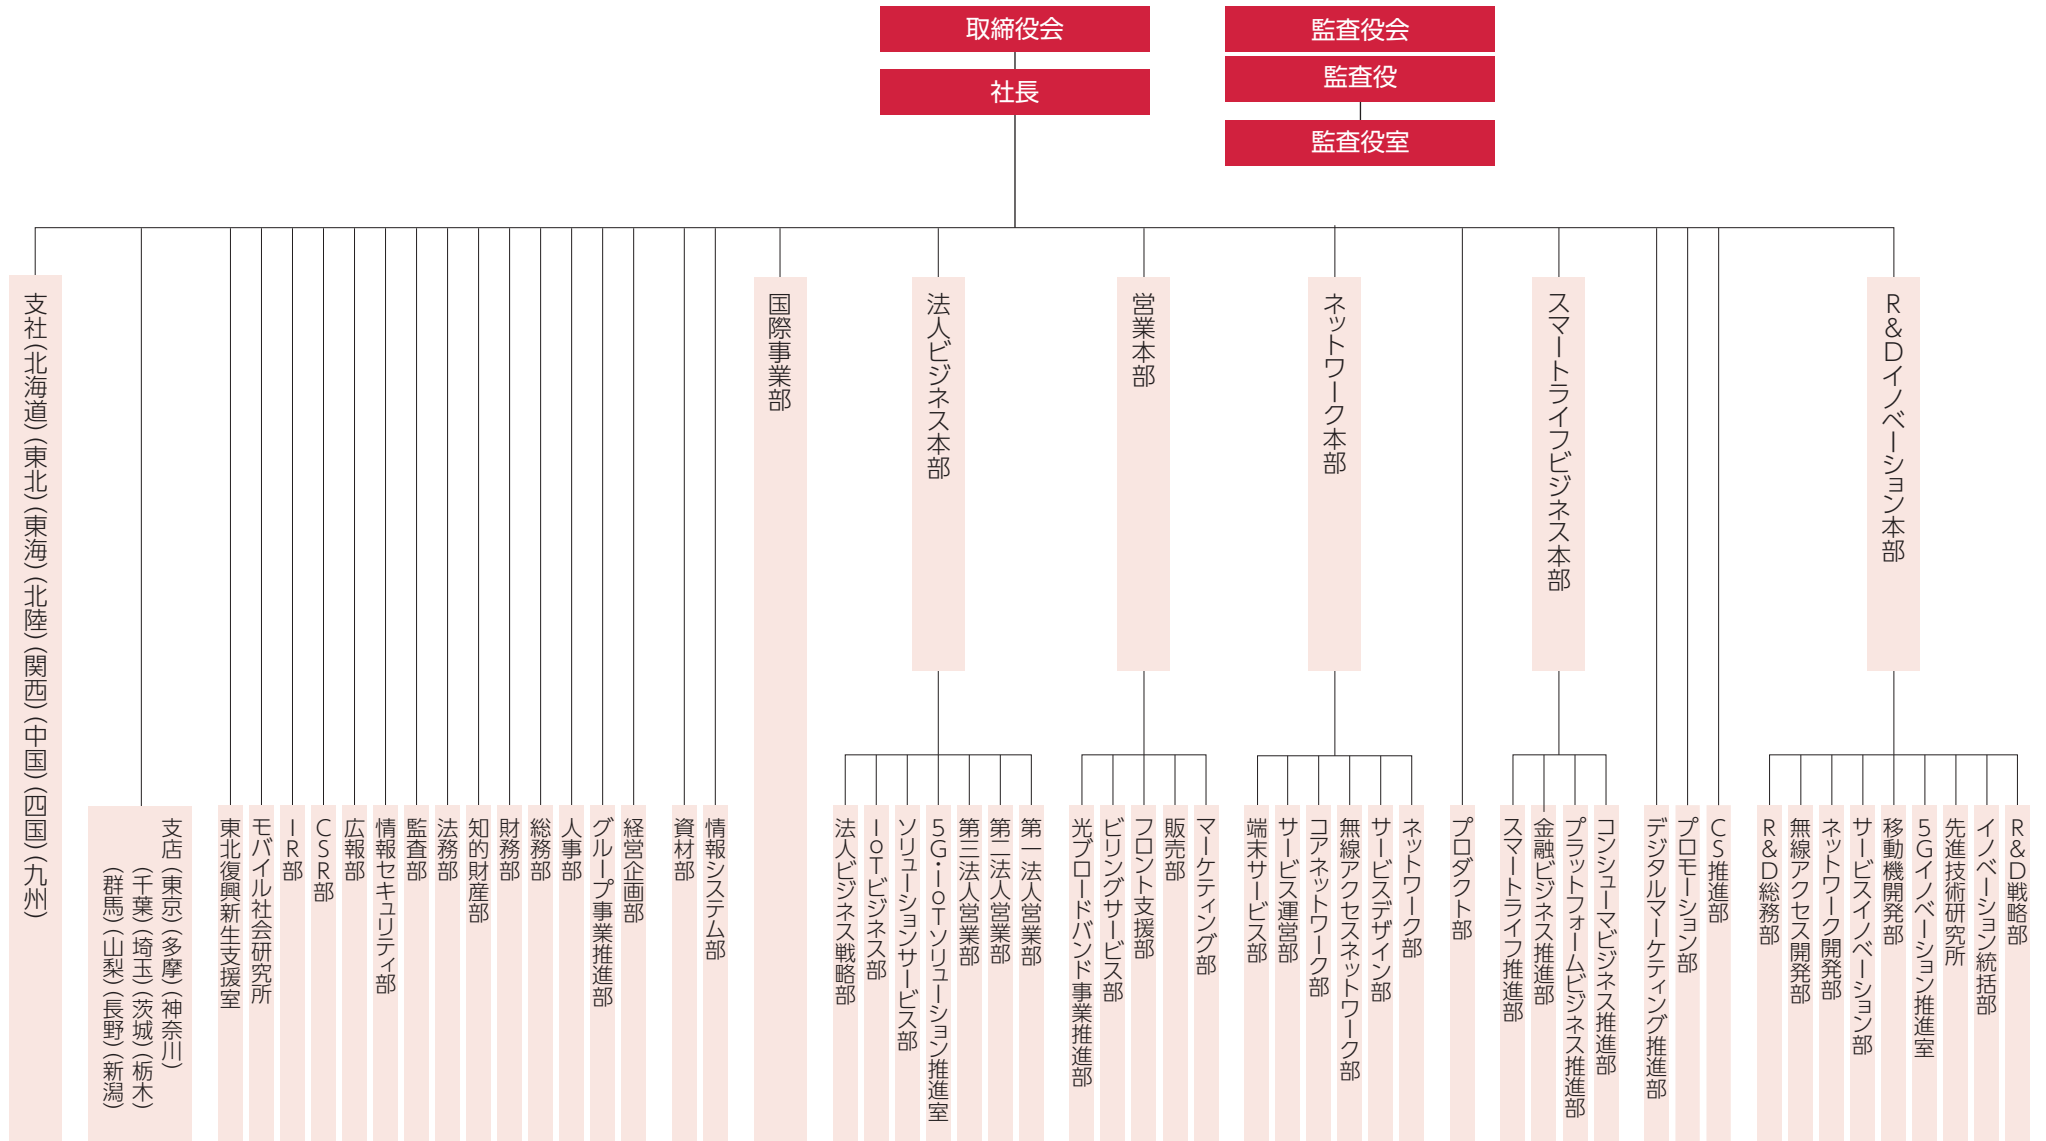 取締役会
社長
監査役会
監査役
監査役室
R&Dイノベーション本部
スマートライフビジネス本部
ネットワーク本部
営業本部
法人ビジネス本部
国際事業部
支社(北海道)(東北)(東海)(北陸)(関西)(中国)(四国)(九州)
R&D戦略部
イノベーション統括部
先進技術研究所
5Gイノベーション推進室
移動機開発部
サービスイノベーション部
ネットワーク開発部
無線アクセス開発部
R&D総務部
CS推進部
プロモーション部
デジタルマーケティング推進部
コンシューマビジネス推進部
プラットフォームビジネス推進部
金融ビジネス推進部
スマートライフ推進部
プロダクト部
ネットワーク部
サービスデザイン部
無線アクセスネットワーク部
コアネットワーク部
サービス運営部
端末サービス部
マーケティング部
販売部
フロント支援部
ビリングサービス部
光ブロードバンド事業推進部
第一法人営業部
第二法人営業部
第三法人営業部
5G・IoTソリューション推進室
ソリューションサービス部
IoTビジネス部
法人ビジネス戦略部
情報システム部
資材部
経営企画部
グループ事業推進部
人事部
総務部
財務部
知的財産部
法務部
監査部
情報セキュリティ部
広報部
CSR部
IR部
モバイル社会研究所
東北復興新生支援室
支店(東京)(多摩)(神奈川)
(千葉)(埼玉)(茨城)(栃木)
(群馬)(山梨)(長野)(新潟)